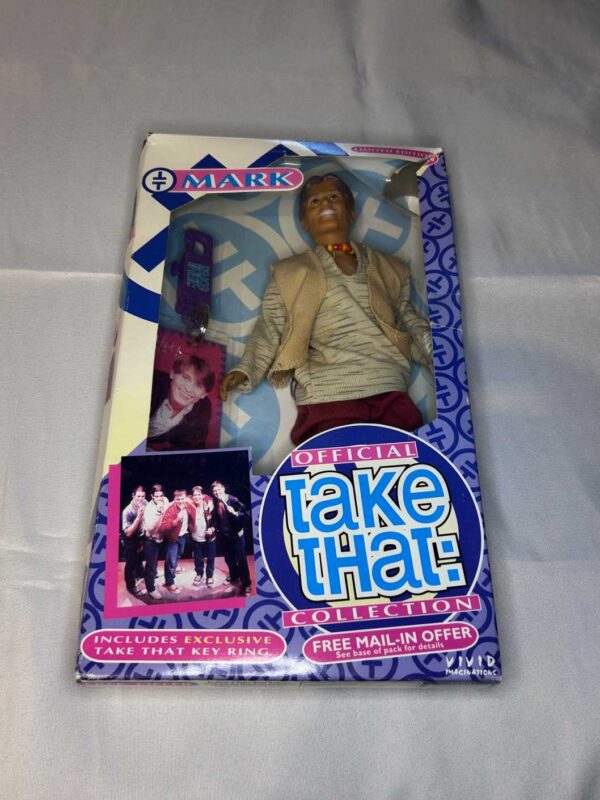 LIMITED EDITION
MARK
OFFICIAL
take
that:
COLLECTION
INCLUDES EXCLUSIVE
TAKE THAT KEY RING
FREE MAIL-IN OFFER
See base of pack for details
VIVID
IMAGINATIONS